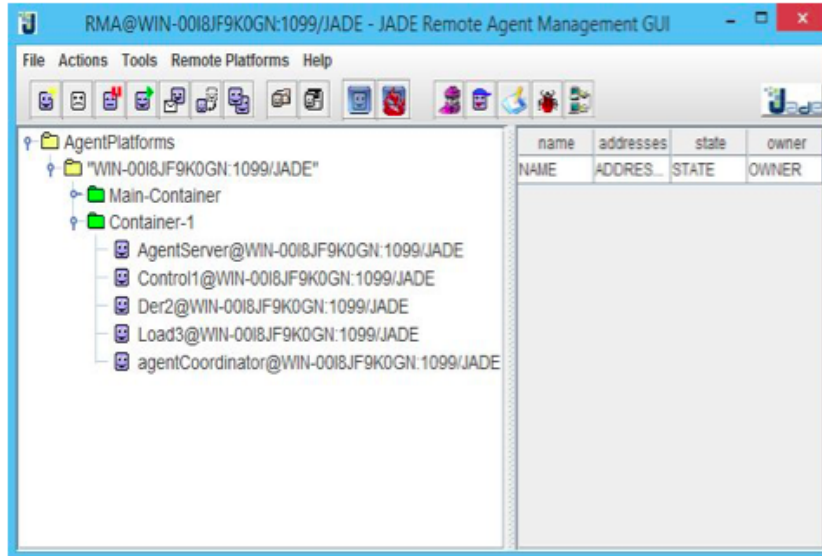 RMA@WIN-00I8JF9K0GN:1099/JADE - JADE Remote Agent Management GUI
File Actions Tools Remote Platforms Help
Jade
AgentPlatforms
"WIN-00I8JF9K0GN:1099/JADE"
Main-Container
Container-1
AgentServer@WIN-00I8JF9K0GN:1099/JADE
Control1@WIN-00I8JF9K0GN:1099/JADE
Der2@WIN-00I8JF9K0GN:1099/JADE
Load3@WIN-00I8JF9K0GN:1099/JADE
agentCoordinator@WIN-00I8JF9K0GN:1099/JADE
name addresses state owner
NAME ADDRES... STATE OWNER